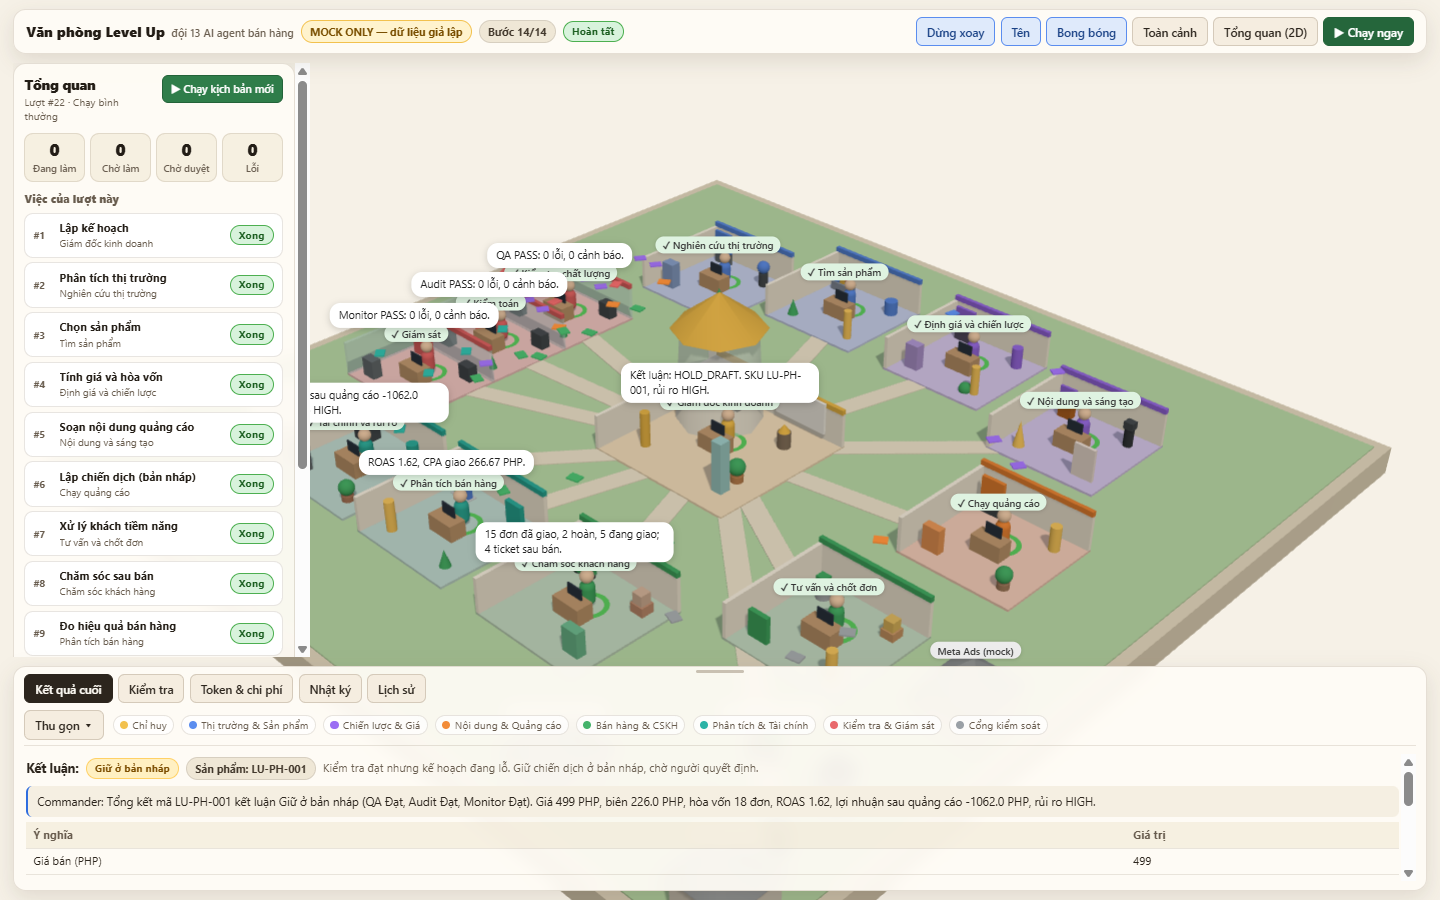 Văn phòng Level Up đội 13 AI agent bán hàng MOCK ONLY — dữ liệu giả lập Bước 14/14 Hoàn tất
Dừng xoay Tên Bong bóng Toàn cảnh Tổng quan (2D) ▶ Chạy ngay
Tổng quan
Lượt #22 · Chạy bình
thường
▶ Chạy kịch bản mới
0 0 0 0
Đang làm Chờ làm Chờ duyệt Lỗi
Việc của lượt này
#1 Lập kế hoạch Xong
Giám đốc kinh doanh
#2 Phân tích thị trường Xong
Nghiên cứu thị trường
#3 Chọn sản phẩm Xong
Tìm sản phẩm
#4 Tính giá và hòa vốn Xong
Định giá và chiến lược
#5 Soạn nội dung quảng cáo Xong
Nội dung và sáng tạo
#6 Lập chiến dịch (bản nháp) Xong
Chạy quảng cáo
#7 Xử lý khách tiềm năng Xong
Tư vấn và chốt đơn
#8 Chăm sóc sau bán Xong
Chăm sóc khách hàng
#9 Đo hiệu quả bán hàng Xong
Phân tích bán hàng
✓ Nghiên cứu thị trường
QA PASS: 0 lỗi, 0 cảnh báo.
chất lượng
✓ Tìm sản phẩm
Audit PASS: 0 lỗi, 0 cảnh báo.
✓ Kiểm toán
Monitor PASS: 0 lỗi, 0 cảnh báo.
✓ Giám sát
✓ Định giá và chiến lược
Kết luận: HOLD_DRAFT. SKU LU-PH-
001, rủi ro HIGH.
✓ Giám đốc kinh doanh
sau quảng cáo -1062.0
HIGH.
✓ Tài chính và rủi ro
✓ Nội dung và sáng tạo
ROAS 1.62, CPA giao 266.67 PHP.
✓ Phân tích bán hàng
✓ Chạy quảng cáo
15 đơn đã giao, 2 hoàn, 5 đang giao;
4 ticket sau bán.
✓ Chăm sóc khách hàng
✓ Tư vấn và chốt đơn
Meta Ads (mock)
Kết quả cuối Kiểm tra Token & chi phí Nhật ký Lịch sử
Thu gọn Chỉ huy Thị trường & Sản phẩm Chiến lược & Giá Nội dung & Quảng cáo Bán hàng & CSKH Phân tích & Tài chính Kiểm tra & Giám sát Cổng kiểm soát
Kết luận: Giữ ở bản nháp Sản phẩm: LU-PH-001 Kiểm tra đạt nhưng kế hoạch đang lỗ. Giữ chiến dịch ở bản nháp, chờ người quyết định.
Commander: Tổng kết mã LU-PH-001 kết luận Giữ ở bản nháp (QA Đạt, Audit Đạt, Monitor Đạt). Giá 499 PHP, biên 226.0 PHP, hòa vốn 18 đơn, ROAS 1.62, lợi nhuận sau quảng cáo -1062.0 PHP, rủi ro HIGH.
Ý nghĩa Giá trị
Giá bán (PHP) 499